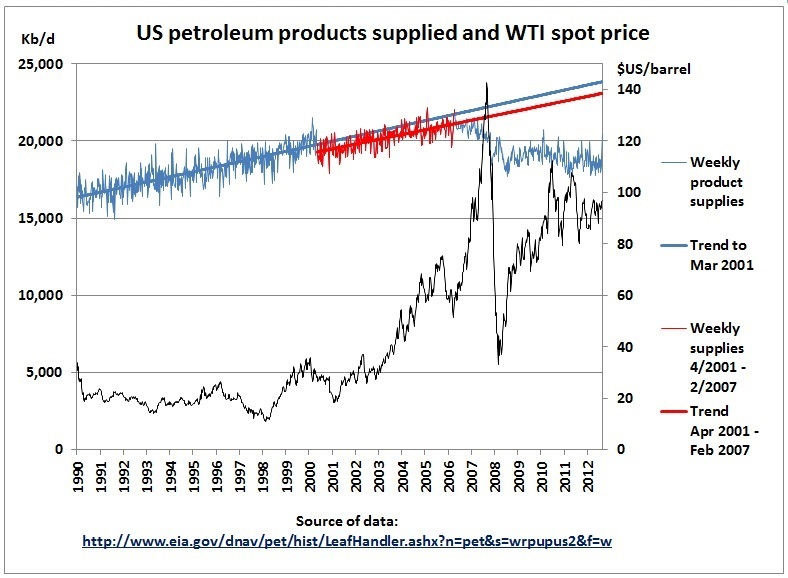 US petroleum products supplied and WTI spot price
Kb/d
$US/barrel
25,000
20,000
15,000
10,000
5,000
0
140
120
100
80
60
40
20
0
Weekly
product
supplies
Trend to
Mar 2001
Weekly
supplies
4/2001 -
2/2007
Trend
Apr 2001 -
Feb 2007
1990
1991
1992
1993
1994
1995
1996
1997
1998
1999
2000
2001
2002
2003
2004
2005
2006
2007
2008
2009
2010
2011
2012
Source of data:
http://www.eia.gov/dnav/pet/hist/LeafHandler.ashx?n=pet&s=wrpupus2&f=w